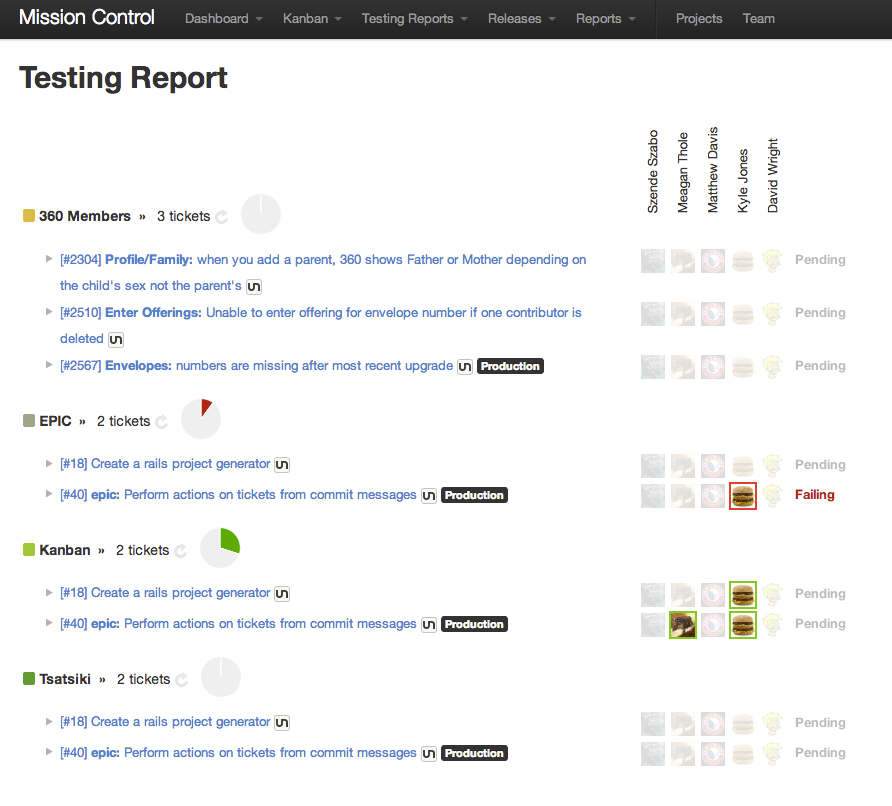 Mission Control Dashboard Kanban Testing Reports Releases Reports Projects Team
Testing Report
Szende Szabo
Meagan Thole
Matthew Davis
Kyle Jones
David Wright
360 Members » 3 tickets
[#2304] Profile/Family: when you add a parent, 360 shows Father or Mother depending on
the child's sex not the parent's
Pending
[#2510] Enter Offerings: Unable to enter offering for envelope number if one contributor is
deleted
Pending
[#2567] Envelopes: numbers are missing after most recent upgrade Production Pending
EPIC » 2 tickets
[#18] Create a rails project generator Pending
[#40] epic: Perform actions on tickets from commit messages Production Failing
Kanban » 2 tickets
[#18] Create a rails project generator Pending
[#40] epic: Perform actions on tickets from commit messages Production Pending
Tsatsiki » 2 tickets
[#18] Create a rails project generator Pending
[#40] epic: Perform actions on tickets from commit messages Production Pending